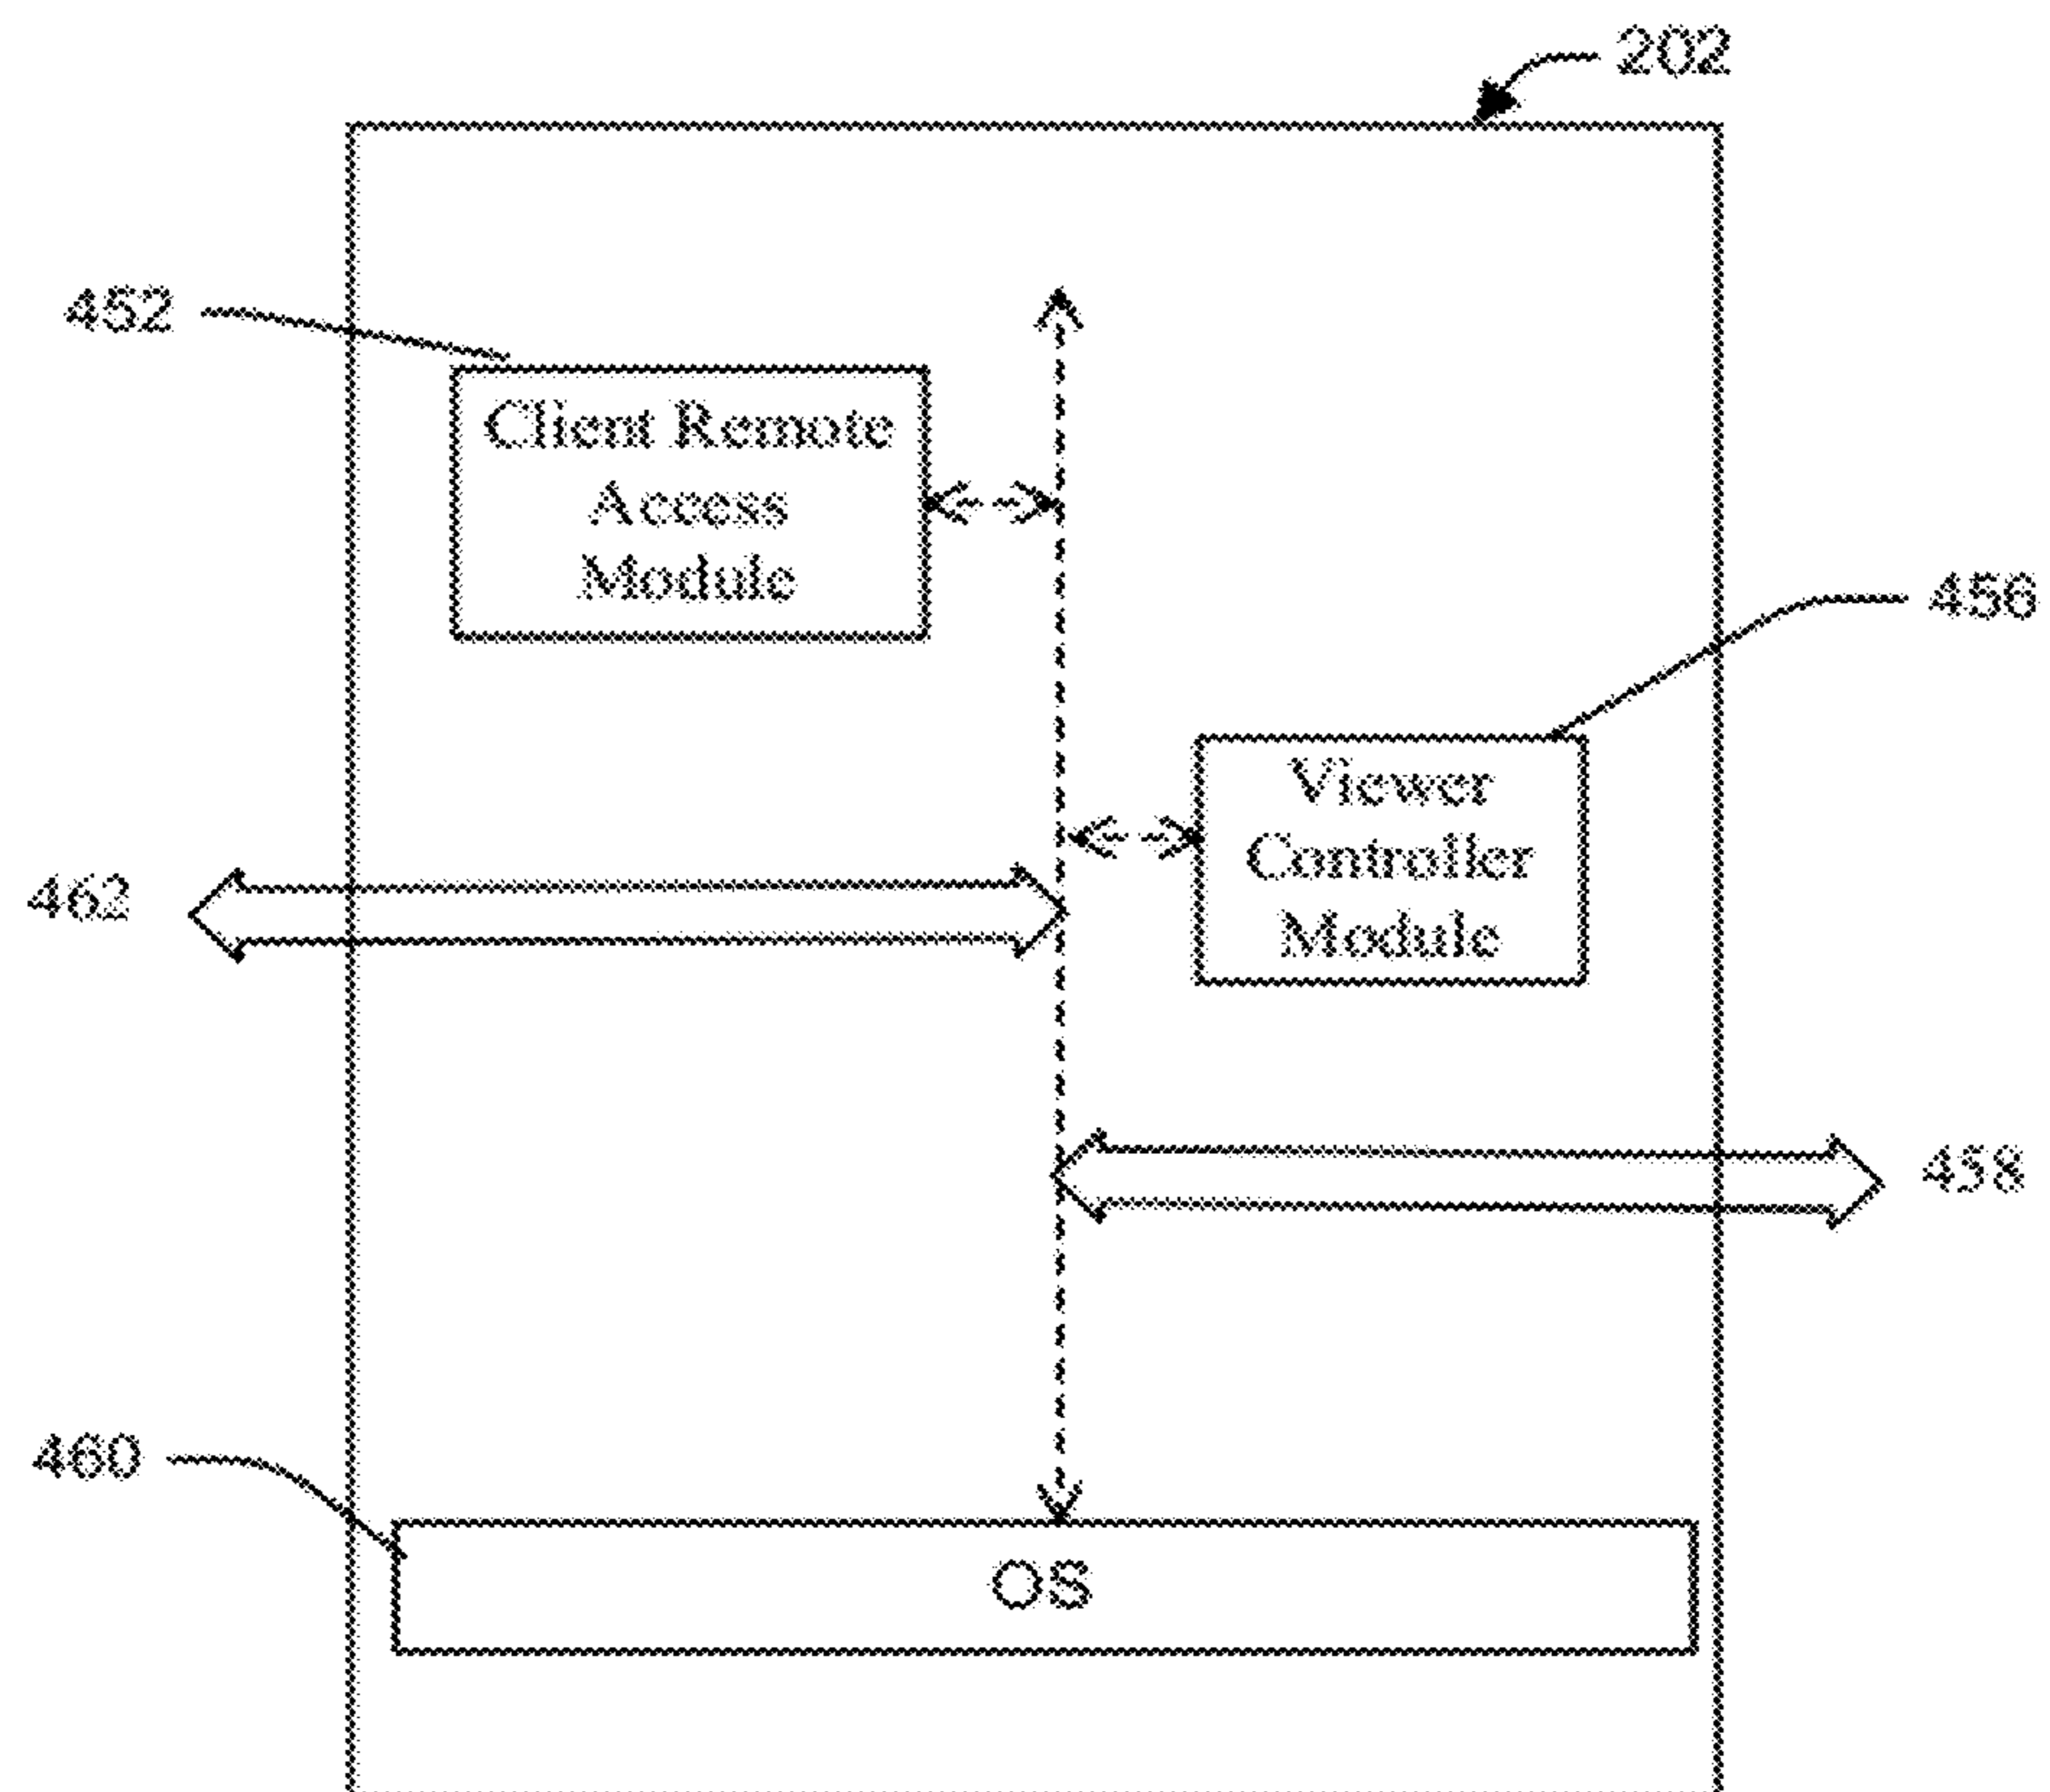 202
452
Client Remote
Access
Module
456
Viewer
Controller
Module
462
458
460
OS